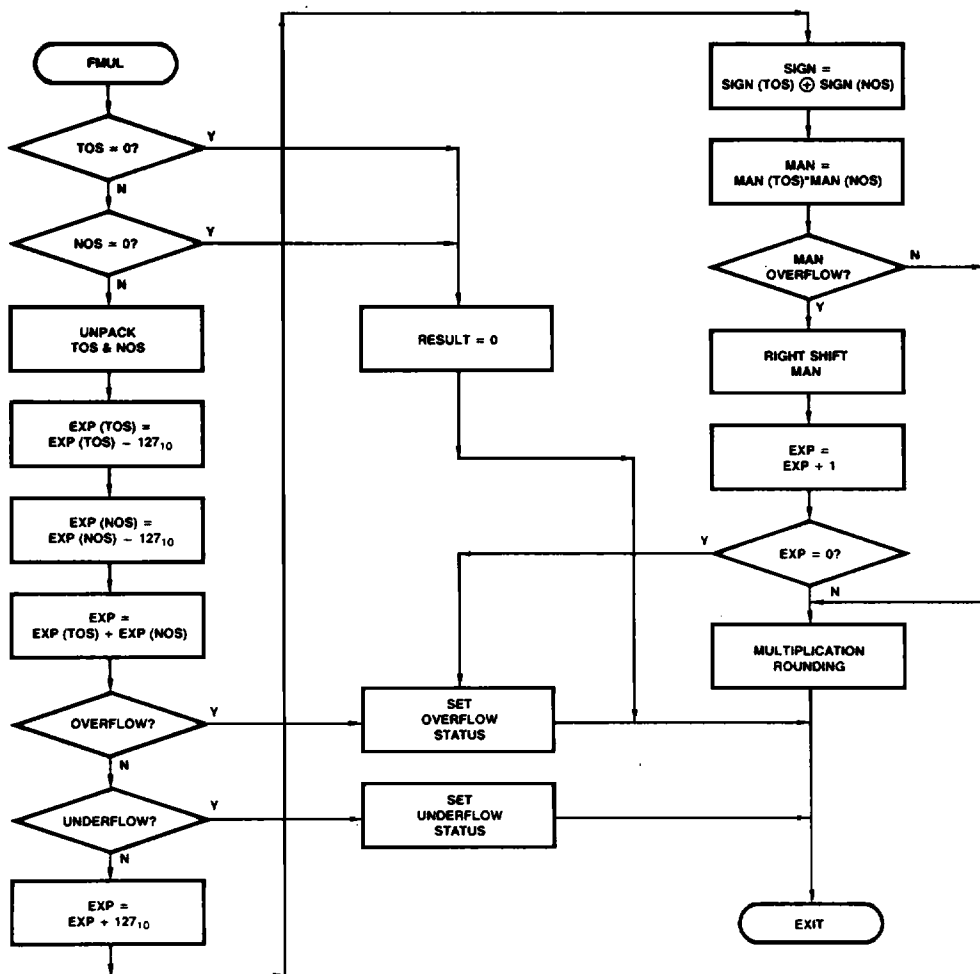 FMUL
TOS = 0?
Y
N
NOS = 0?
Y
N
UNPACK
TOS & NOS
EXP (TOS) =
EXP (TOS) – 127₁₀
EXP (NOS) =
EXP (NOS) – 127₁₀
EXP =
EXP (TOS) + EXP (NOS)
OVERFLOW?
Y
N
UNDERFLOW?
Y
N
EXP =
EXP + 127₁₀
RESULT = 0
SET
OVERFLOW
STATUS
SET
UNDERFLOW
STATUS
SIGN =
SIGN (TOS) ⊕ SIGN (NOS)
MAN =
MAN (TOS)*MAN (NOS)
MAN
OVERFLOW?
N
Y
RIGHT SHIFT
MAN
EXP =
EXP + 1
Y
EXP = 0?
N
MULTIPLICATION
ROUNDING
EXIT